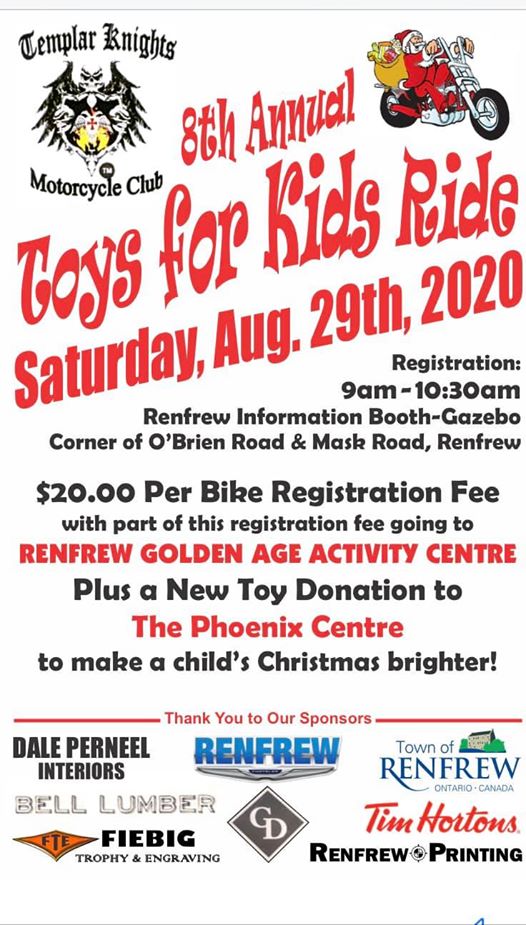 Templar Knights
TM
Motorcycle Club
8th Annual
Toys for Kids Ride
Saturday, Aug. 29th, 2020
Registration:
9am-10:30am
Renfrew Information Booth-Gazebo
Corner of O'Brien Road & Mask Road, Renfrew
$20.00 Per Bike Registration Fee
with part of this registration fee going to
RENFREW GOLDEN AGE ACTIVITY CENTRE
Plus a New Toy Donation to
The Phoenix Centre
to make a child's Christmas brighter!
Thank You to Our Sponsors
DALE PERNEEL
INTERIORS
RENFREW
CHRYSLER
Town of
RENFREW
ONTARIO · CANADA
BELL LUMBER
GD
Tim Hortons
FTE FIEBIG
TROPHY & ENGRAVING
RENFREW PRINTING